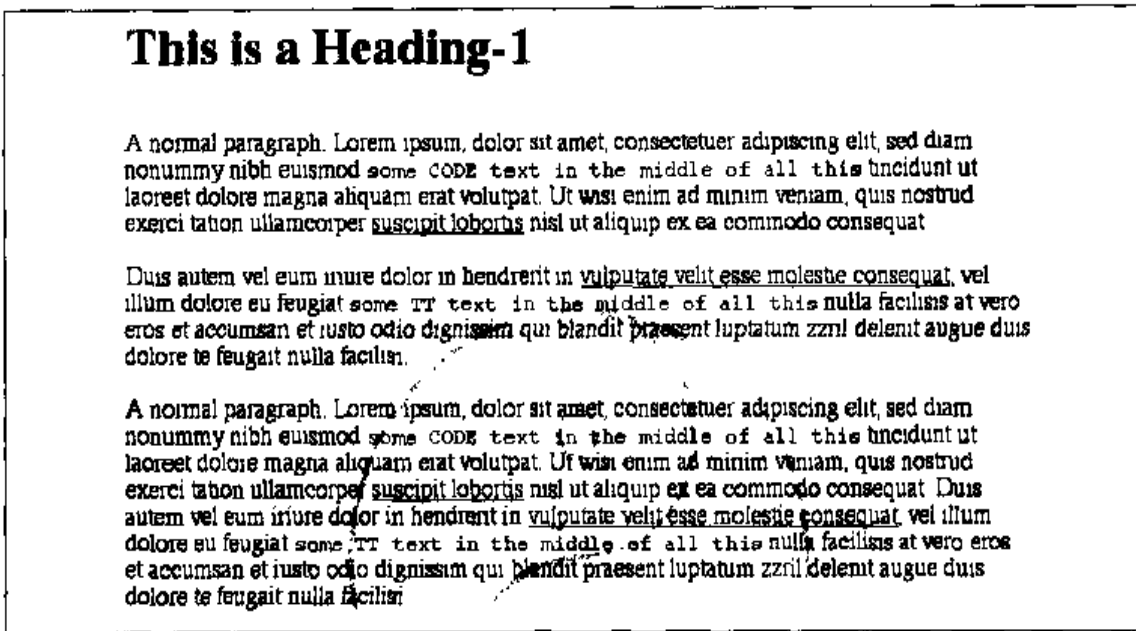 This is a Heading-1
A normal paragraph. Lorem ipsum, dolor sit amet, consectetuer adipiscing elit, sed diam
nonummy nibh euismod some CODE text in the middle of all this tincidunt ut
laoreet dolore magna aliquam erat volutpat. Ut wisi enim ad minim veniam, quis nostrud
exerci tation ullamcorper suscipit lobortis nisl ut aliquip ex ea commodo consequat
Duis autem vel eum iriure dolor in hendrerit in vulputate velit esse molestie consequat, vel
illum dolore eu feugiat some TT text in the middle of all this nulla facilisis at vero
eros et accumsan et iusto odio dignissim qui blandit praesent luptatum zzril delenit augue duis
dolore te feugait nulla facilisi.
A normal paragraph. Lorem ipsum, dolor sit amet, consectetuer adipiscing elit, sed diam
nonummy nibh euismod some CODE text in the middle of all this tincidunt ut
laoreet dolore magna aliquam erat volutpat. Ut wisi enim ad minim veniam, quis nostrud
exerci tation ullamcorper suscipit lobortis nisl ut aliquip ex ea commodo consequat Duis
autem vel eum iriure dolor in hendrerit in vulputate velit esse molestie consequat, vel illum
dolore eu feugiat some TT text in the middle of all this nulla facilisis at vero eros
et accumsan et iusto odio dignissim qui blandit praesent luptatum zzril delenit augue duis
dolore te feugait nulla facilisi